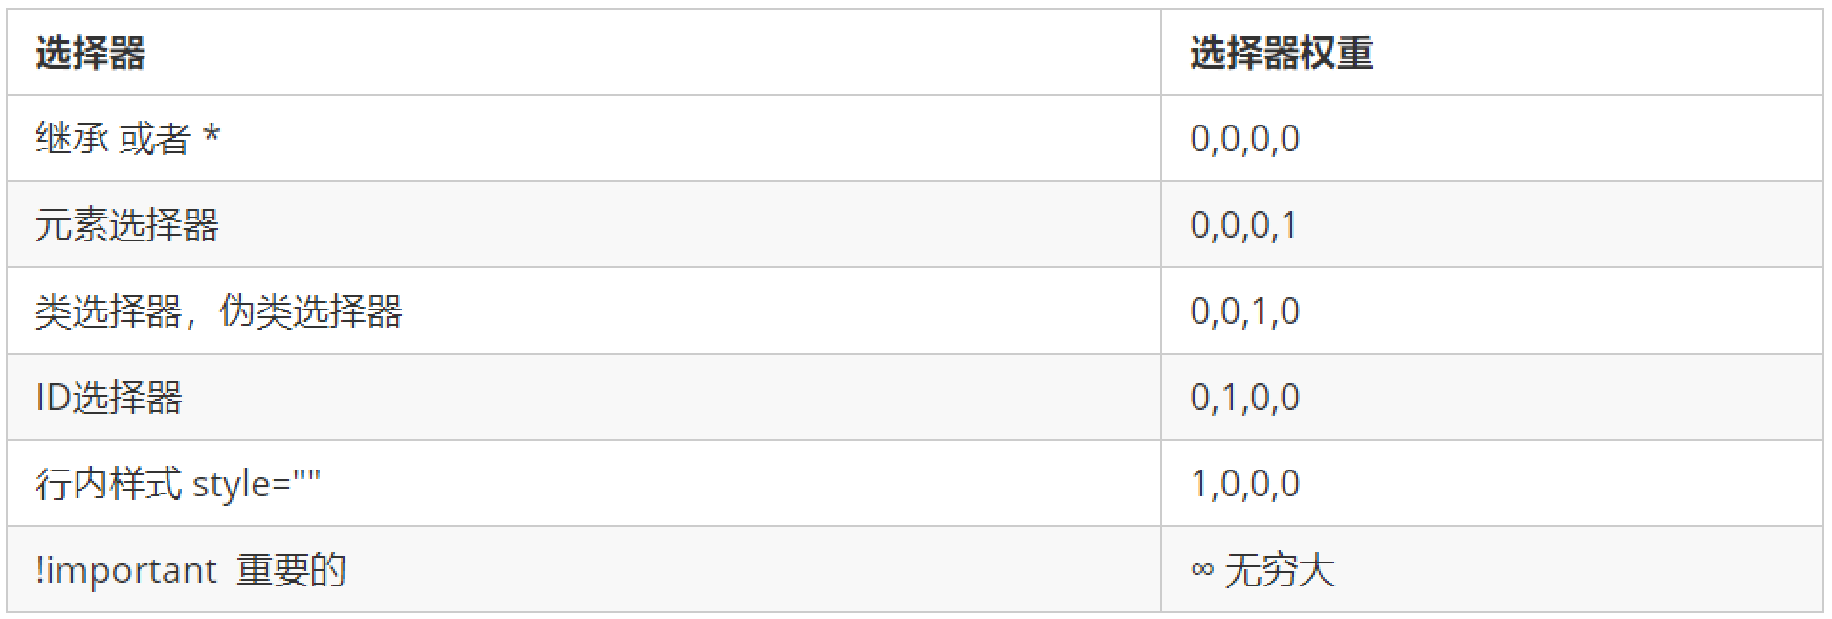 选择器 选择器权重
继承 或者 * 0,0,0,0
元素选择器 0,0,0,1
类选择器，伪类选择器 0,0,1,0
ID选择器 0,1,0,0
行内样式 style="" 1,0,0,0
!important 重要的 ∞ 无穷大